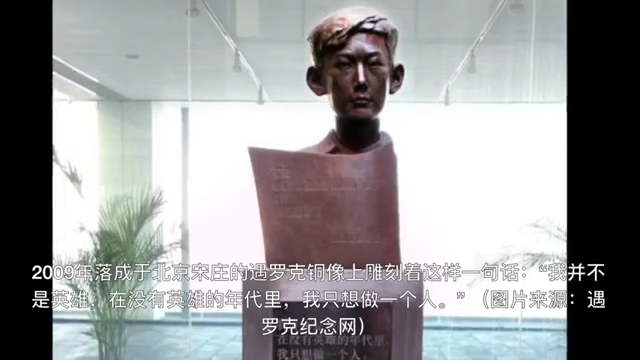 2009年落成于北京宋庄的遇罗克铜像上雕刻着这样一句话：“我并不
是英雄，在没有英雄的年代里，我只想做一个人。”（图片来源：遇
罗克纪念网）
在没有英雄的年代里，
我只想做一个人。